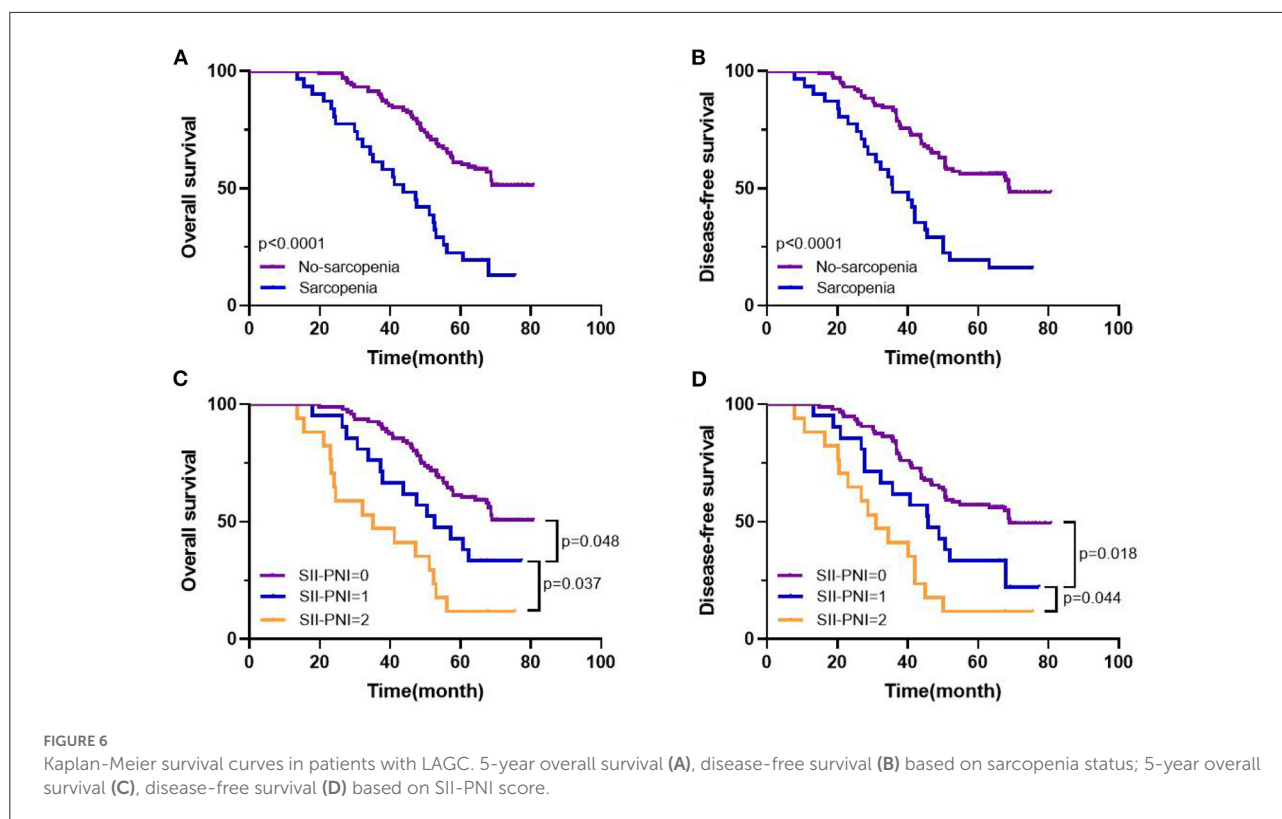 A
Overall survival
100
50
0
p<0.0001
No-sarcopenia
Sarcopenia
0 20 40 60 80 100
Time(month)
B
Disease-free survival
100
50
0
p<0.0001
No-sarcopenia
Sarcopenia
0 20 40 60 80 100
Time(month)
C
Overall survival
100
50
0
p=0.048
p=0.037
SII-PNI=0
SII-PNI=1
SII-PNI=2
0 20 40 60 80 100
Time(month)
D
Disease-free survival
100
50
0
p=0.018
p=0.044
SII-PNI=0
SII-PNI=1
SII-PNI=2
0 20 40 60 80 100
Time(month)
FIGURE 6
Kaplan-Meier survival curves in patients with LAGC. 5-year overall survival (A), disease-free survival (B) based on sarcopenia status; 5-year overall
survival (C), disease-free survival (D) based on SII-PNI score.